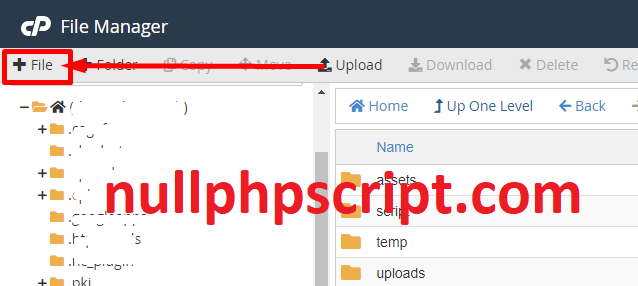 cP File Manager
+ File Folder Copy Move Upload Download Delete Re
Home Up One Level Back
Name
assets
script
temp
uploads
nullphpscript.com
.pki